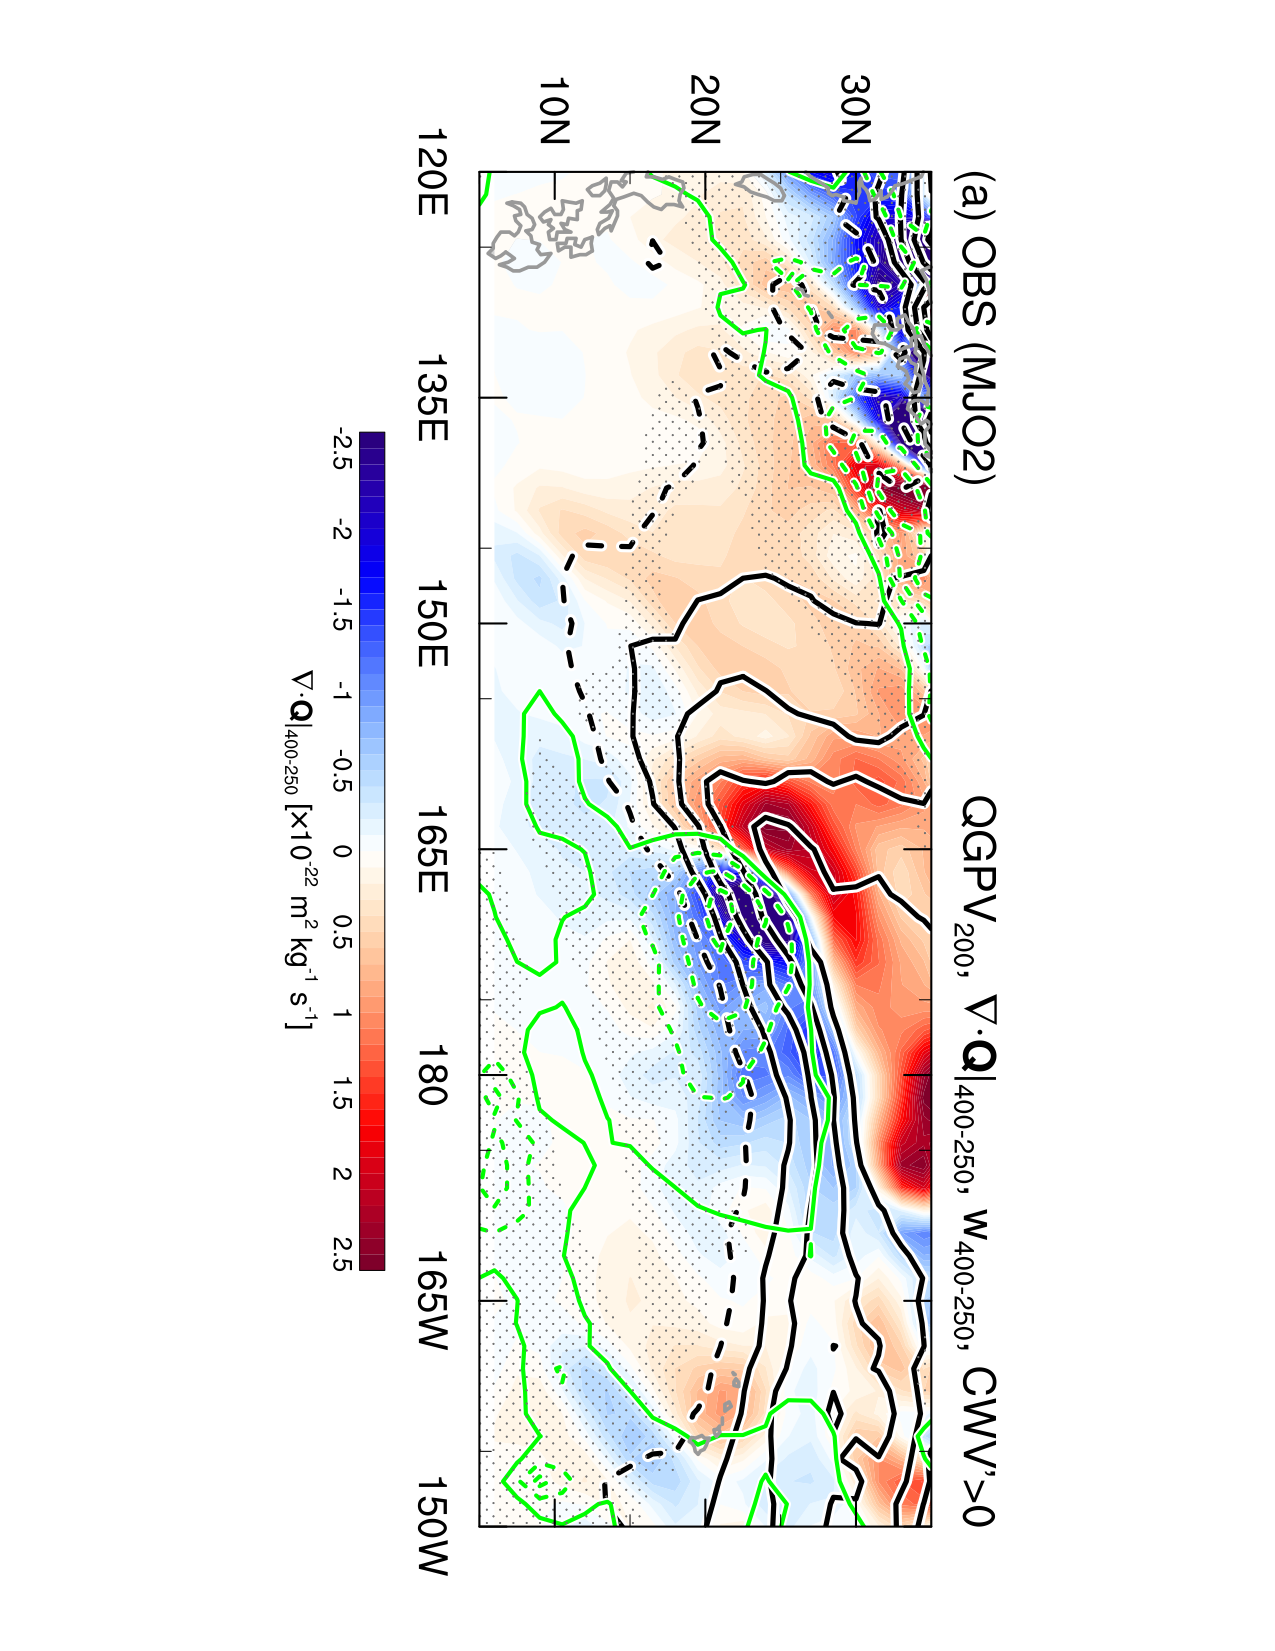 (a) OBS (MJO2)
QGPV200, ∇·Q|400-250, w400-250, CWV'>0
30N
20N
10N
120E 135E 150E 165E 180 165W 150W
-2.5 -2 -1.5 -1 -0.5 0 0.5 1 1.5 2 2.5
∇·Q|400-250 [x10-22 m2 kg-1 s-1]